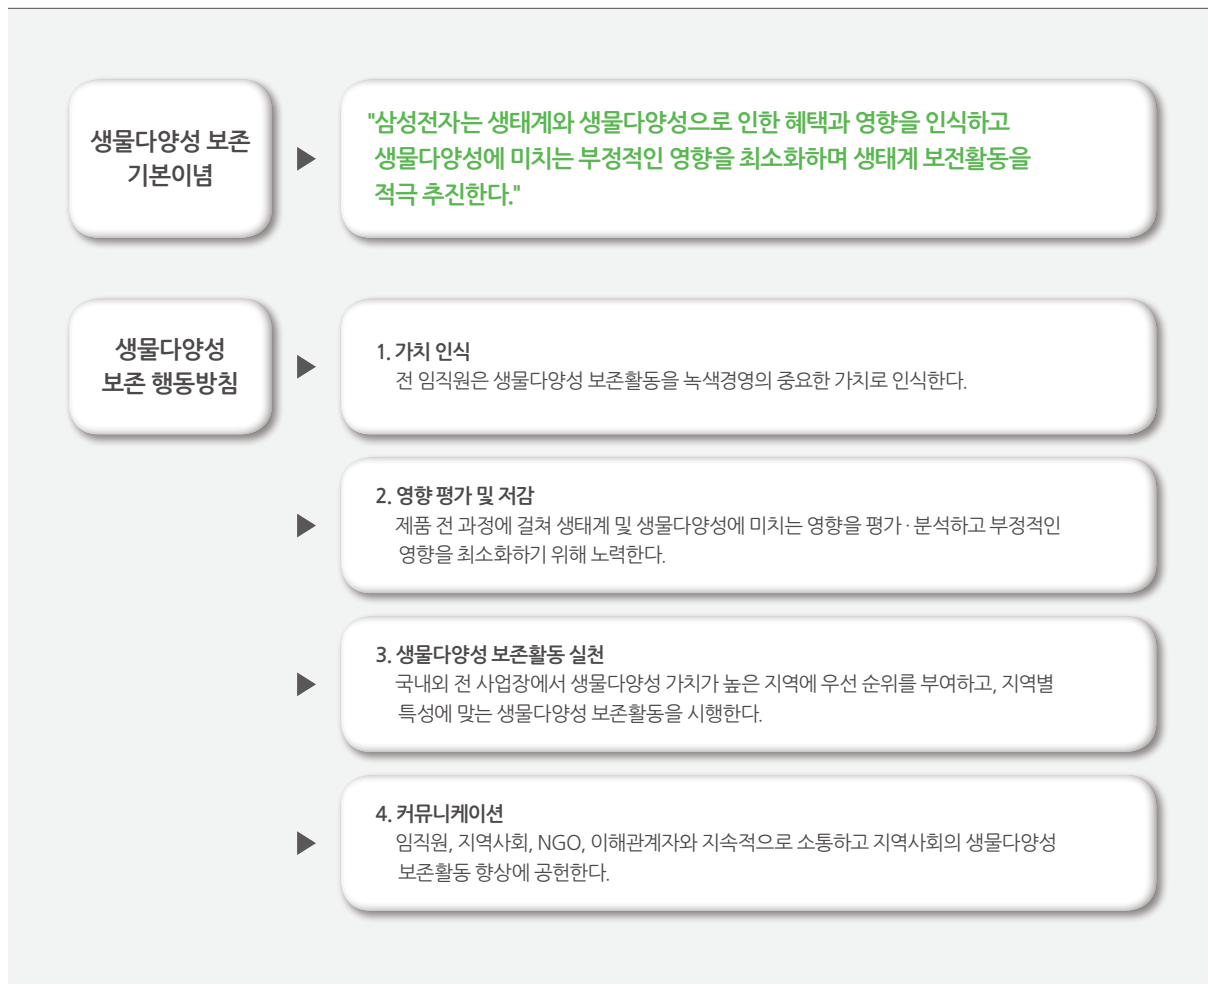 생물다양성 보존
기본이념
"삼성전자는 생태계와 생물다양성으로 인한 혜택과 영향을 인식하고
생물다양성에 미치는 부정적인 영향을 최소화하며 생태계 보전활동을
적극 추진한다."
생물다양성
보존 행동방침
1. 가치 인식
전 임직원은 생물다양성 보존활동을 녹색경영의 중요한 가치로 인식한다.
2. 영향 평가 및 저감
제품 전 과정에 걸쳐 생태계 및 생물다양성에 미치는 영향을 평가 · 분석하고 부정적인
영향을 최소화하기 위해 노력한다.
3. 생물다양성 보존활동 실천
국내외 전 사업장에서 생물다양성 가치가 높은 지역에 우선 순위를 부여하고, 지역별
특성에 맞는 생물다양성 보존활동을 시행한다.
4. 커뮤니케이션
임직원, 지역사회, NGO, 이해관계자와 지속적으로 소통하고 지역사회의 생물다양성
보존활동 향상에 공헌한다.